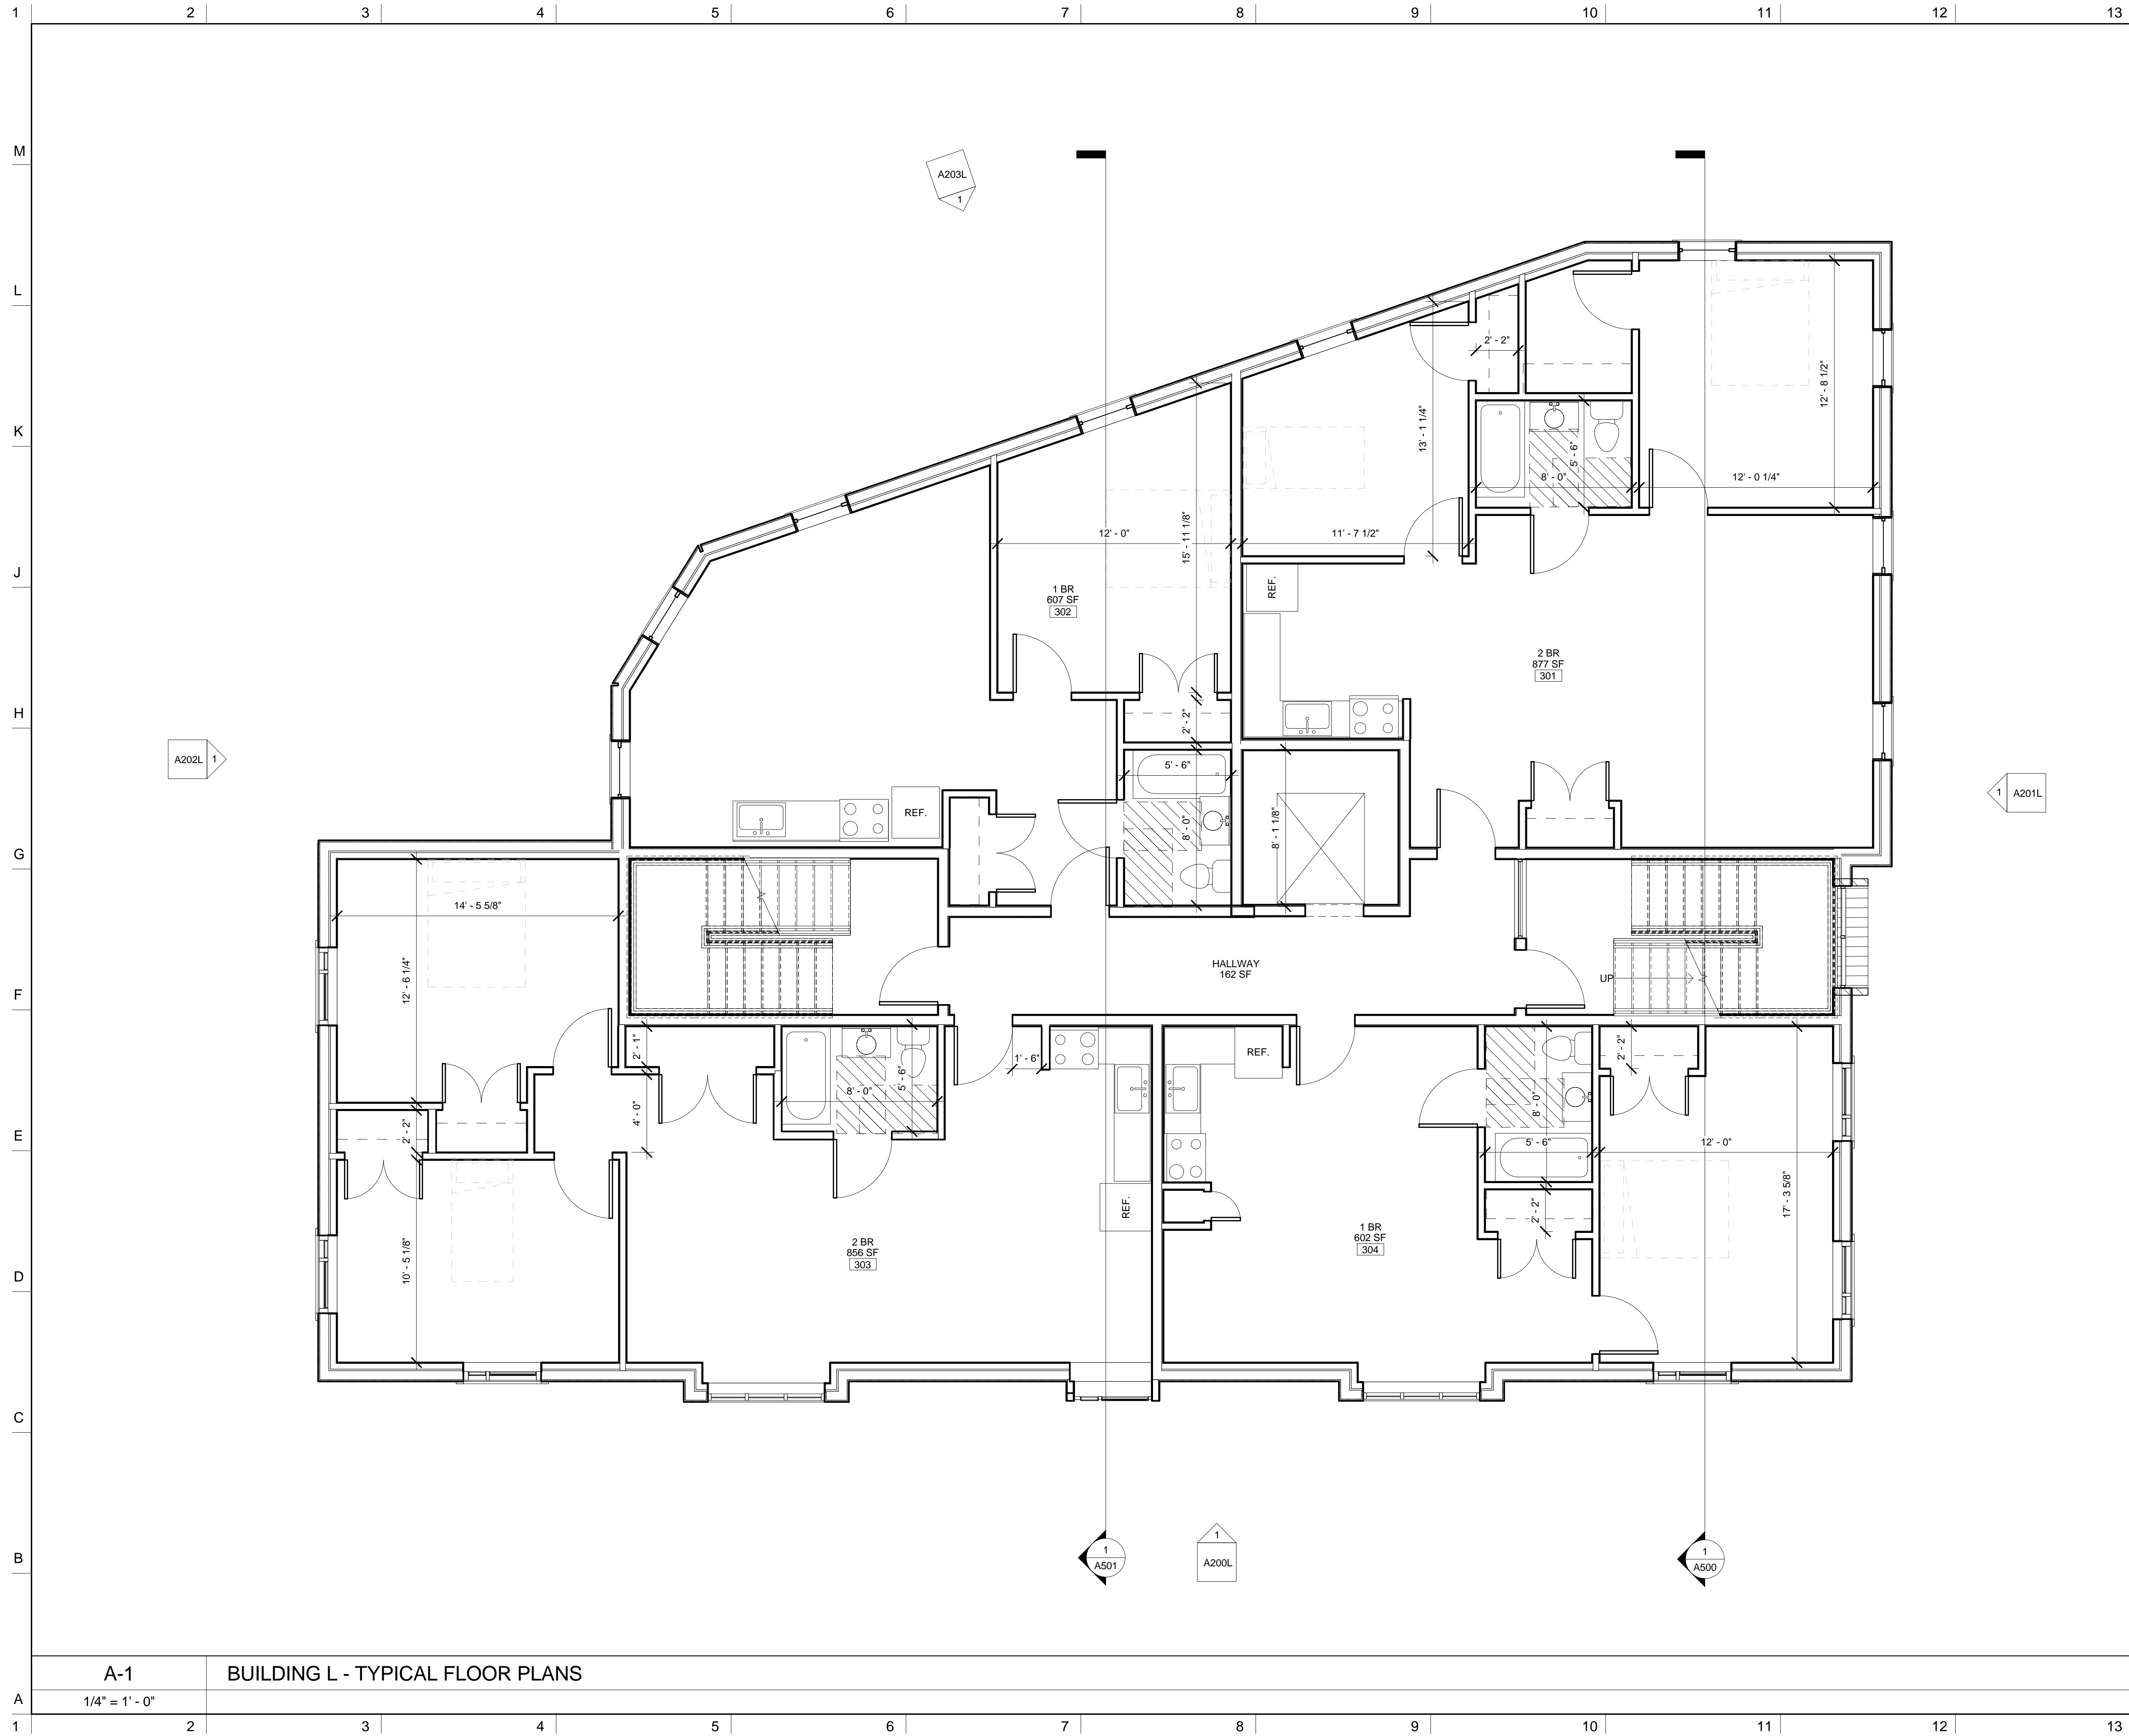 1 2 3 4 5 6 7 8 9 10 11 12 13
M
A203L
1
L
2' - 2"
12' - 8 1/2"
K
13' - 1 1/4"
5' - 6"
8' - 0"
12' - 0 1/4"
12' - 0"
15' - 11 1/8"
11' - 7 1/2"
J
REF.
1 BR
607 SF
302
2 BR
877 SF
301
H
2' - 2"
A202L 1
5' - 6"
1 A201L
REF.
8' - 0"
8' - 1 1/8"
G
14' - 5 5/8"
12' - 6 1/4"
HALLWAY
162 SF
UP
F
2' - 1"
1' - 6"
REF.
2' - 2"
5' - 6"
8' - 0"
4' - 0"
8' - 0"
2' - 2"
E
5' - 6"
12' - 0"
REF.
2' - 2"
17' - 3 5/8"
10' - 5 1/8"
2 BR
856 SF
303
1 BR
602 SF
304
D
C
B
1
A501
1
A200L
1
A500
A-1 BUILDING L - TYPICAL FLOOR PLANS
A
1/4" = 1' - 0"
1 2 3 4 5 6 7 8 9 10 11 12 13